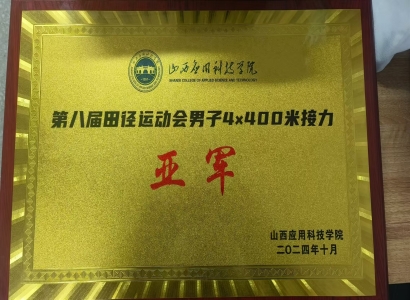 山西应用科技学院
SHANXI COLLEGE OF APPLIED SCIENCE AND TECHNOLOGY
第八届田径运动会男子4×400米接力
亚军
山西应用科技学院
二〇二四年十月